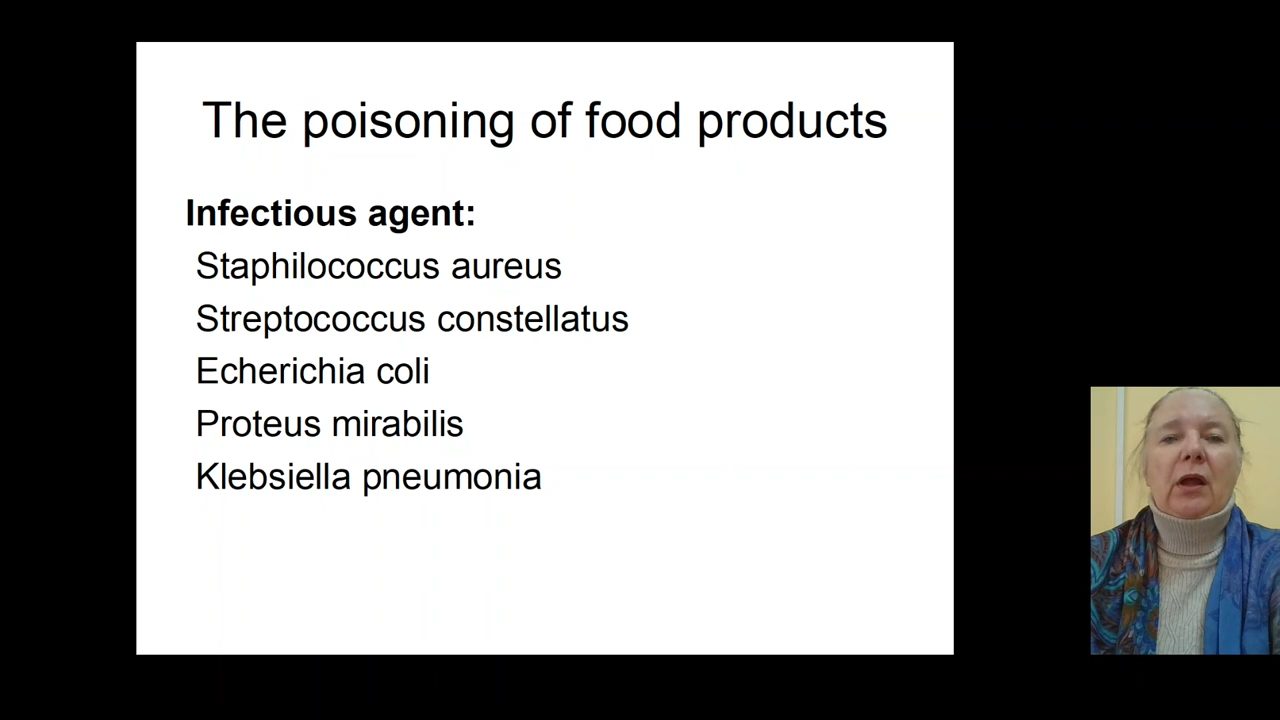 The poisoning of food products
Infectious agent:
Staphilococcus aureus
Streptococcus constellatus
Echerichia coli
Proteus mirabilis
Klebsiella pneumonia